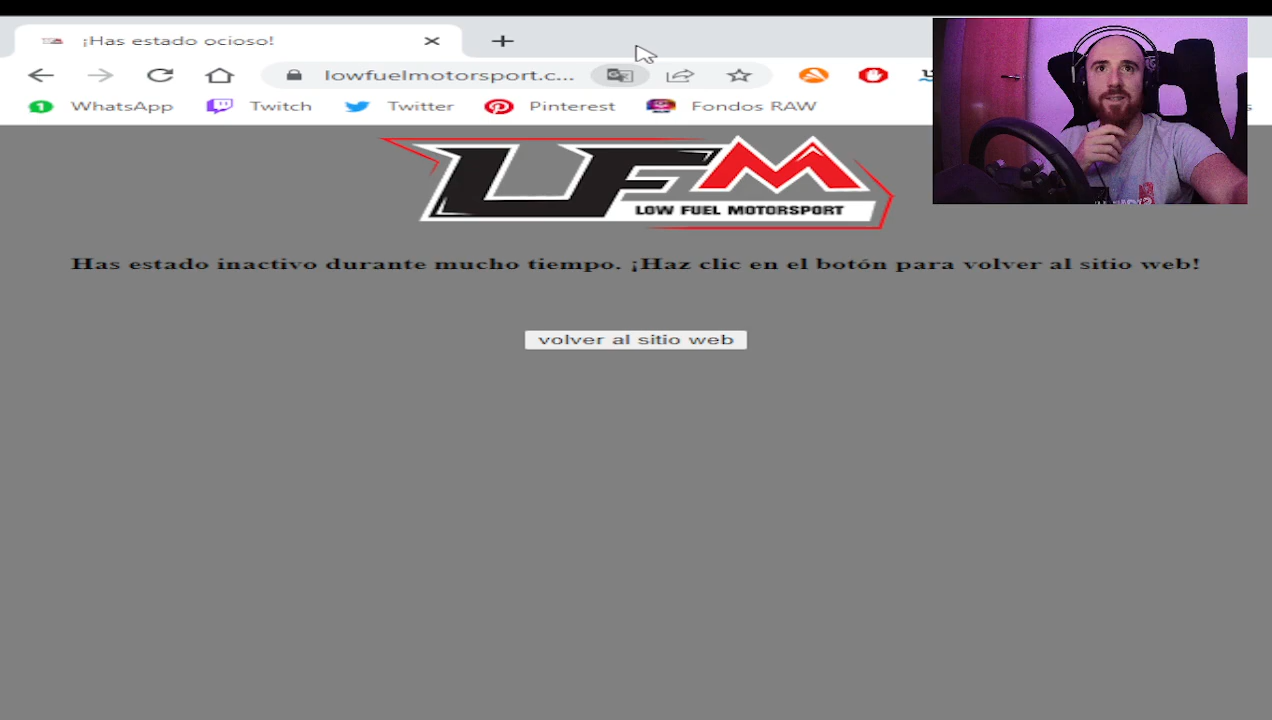 ¡Has estado ocioso!
lowfuelmotorsport.c...
1 WhatsApp Twitch Twitter Pinterest Fondos RAW
LFM
LOW FUEL MOTORSPORT
Has estado inactivo durante mucho tiempo. ¡Haz clic en el botón para volver al sitio web!
volver al sitio web